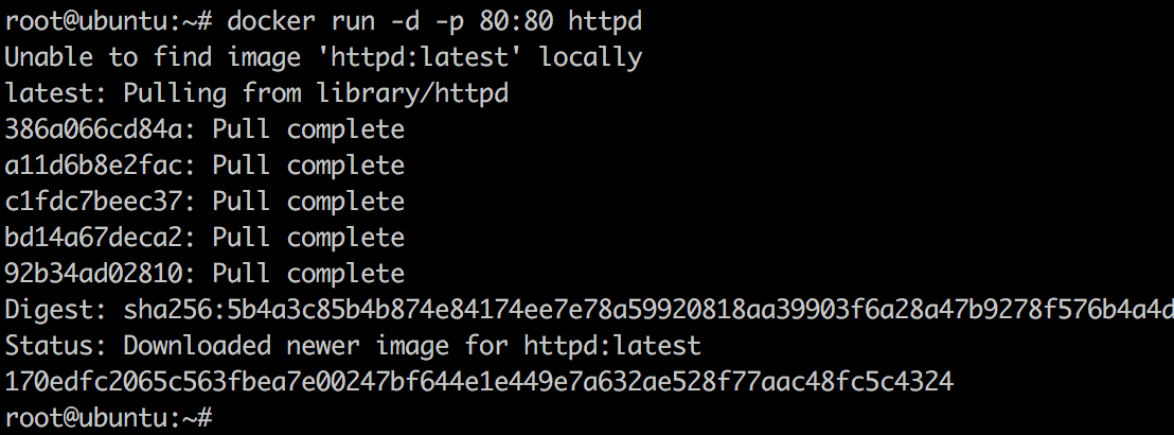 root@ubuntu:~# docker run -d -p 80:80 httpd
Unable to find image 'httpd:latest' locally
latest: Pulling from library/httpd
386a066cd84a: Pull complete
a11d6b8e2fac: Pull complete
c1fdc7beec37: Pull complete
bd14a67deca2: Pull complete
92b34ad02810: Pull complete
Digest: sha256:5b4a3c85b4b874e84174ee7e78a59920818aa39903f6a28a47b9278f576b4a4d
Status: Downloaded newer image for httpd:latest
170edfc2065c563fbea7e00247bf644e1e449e7a632ae528f77aac48fc5c4324
root@ubuntu:~#